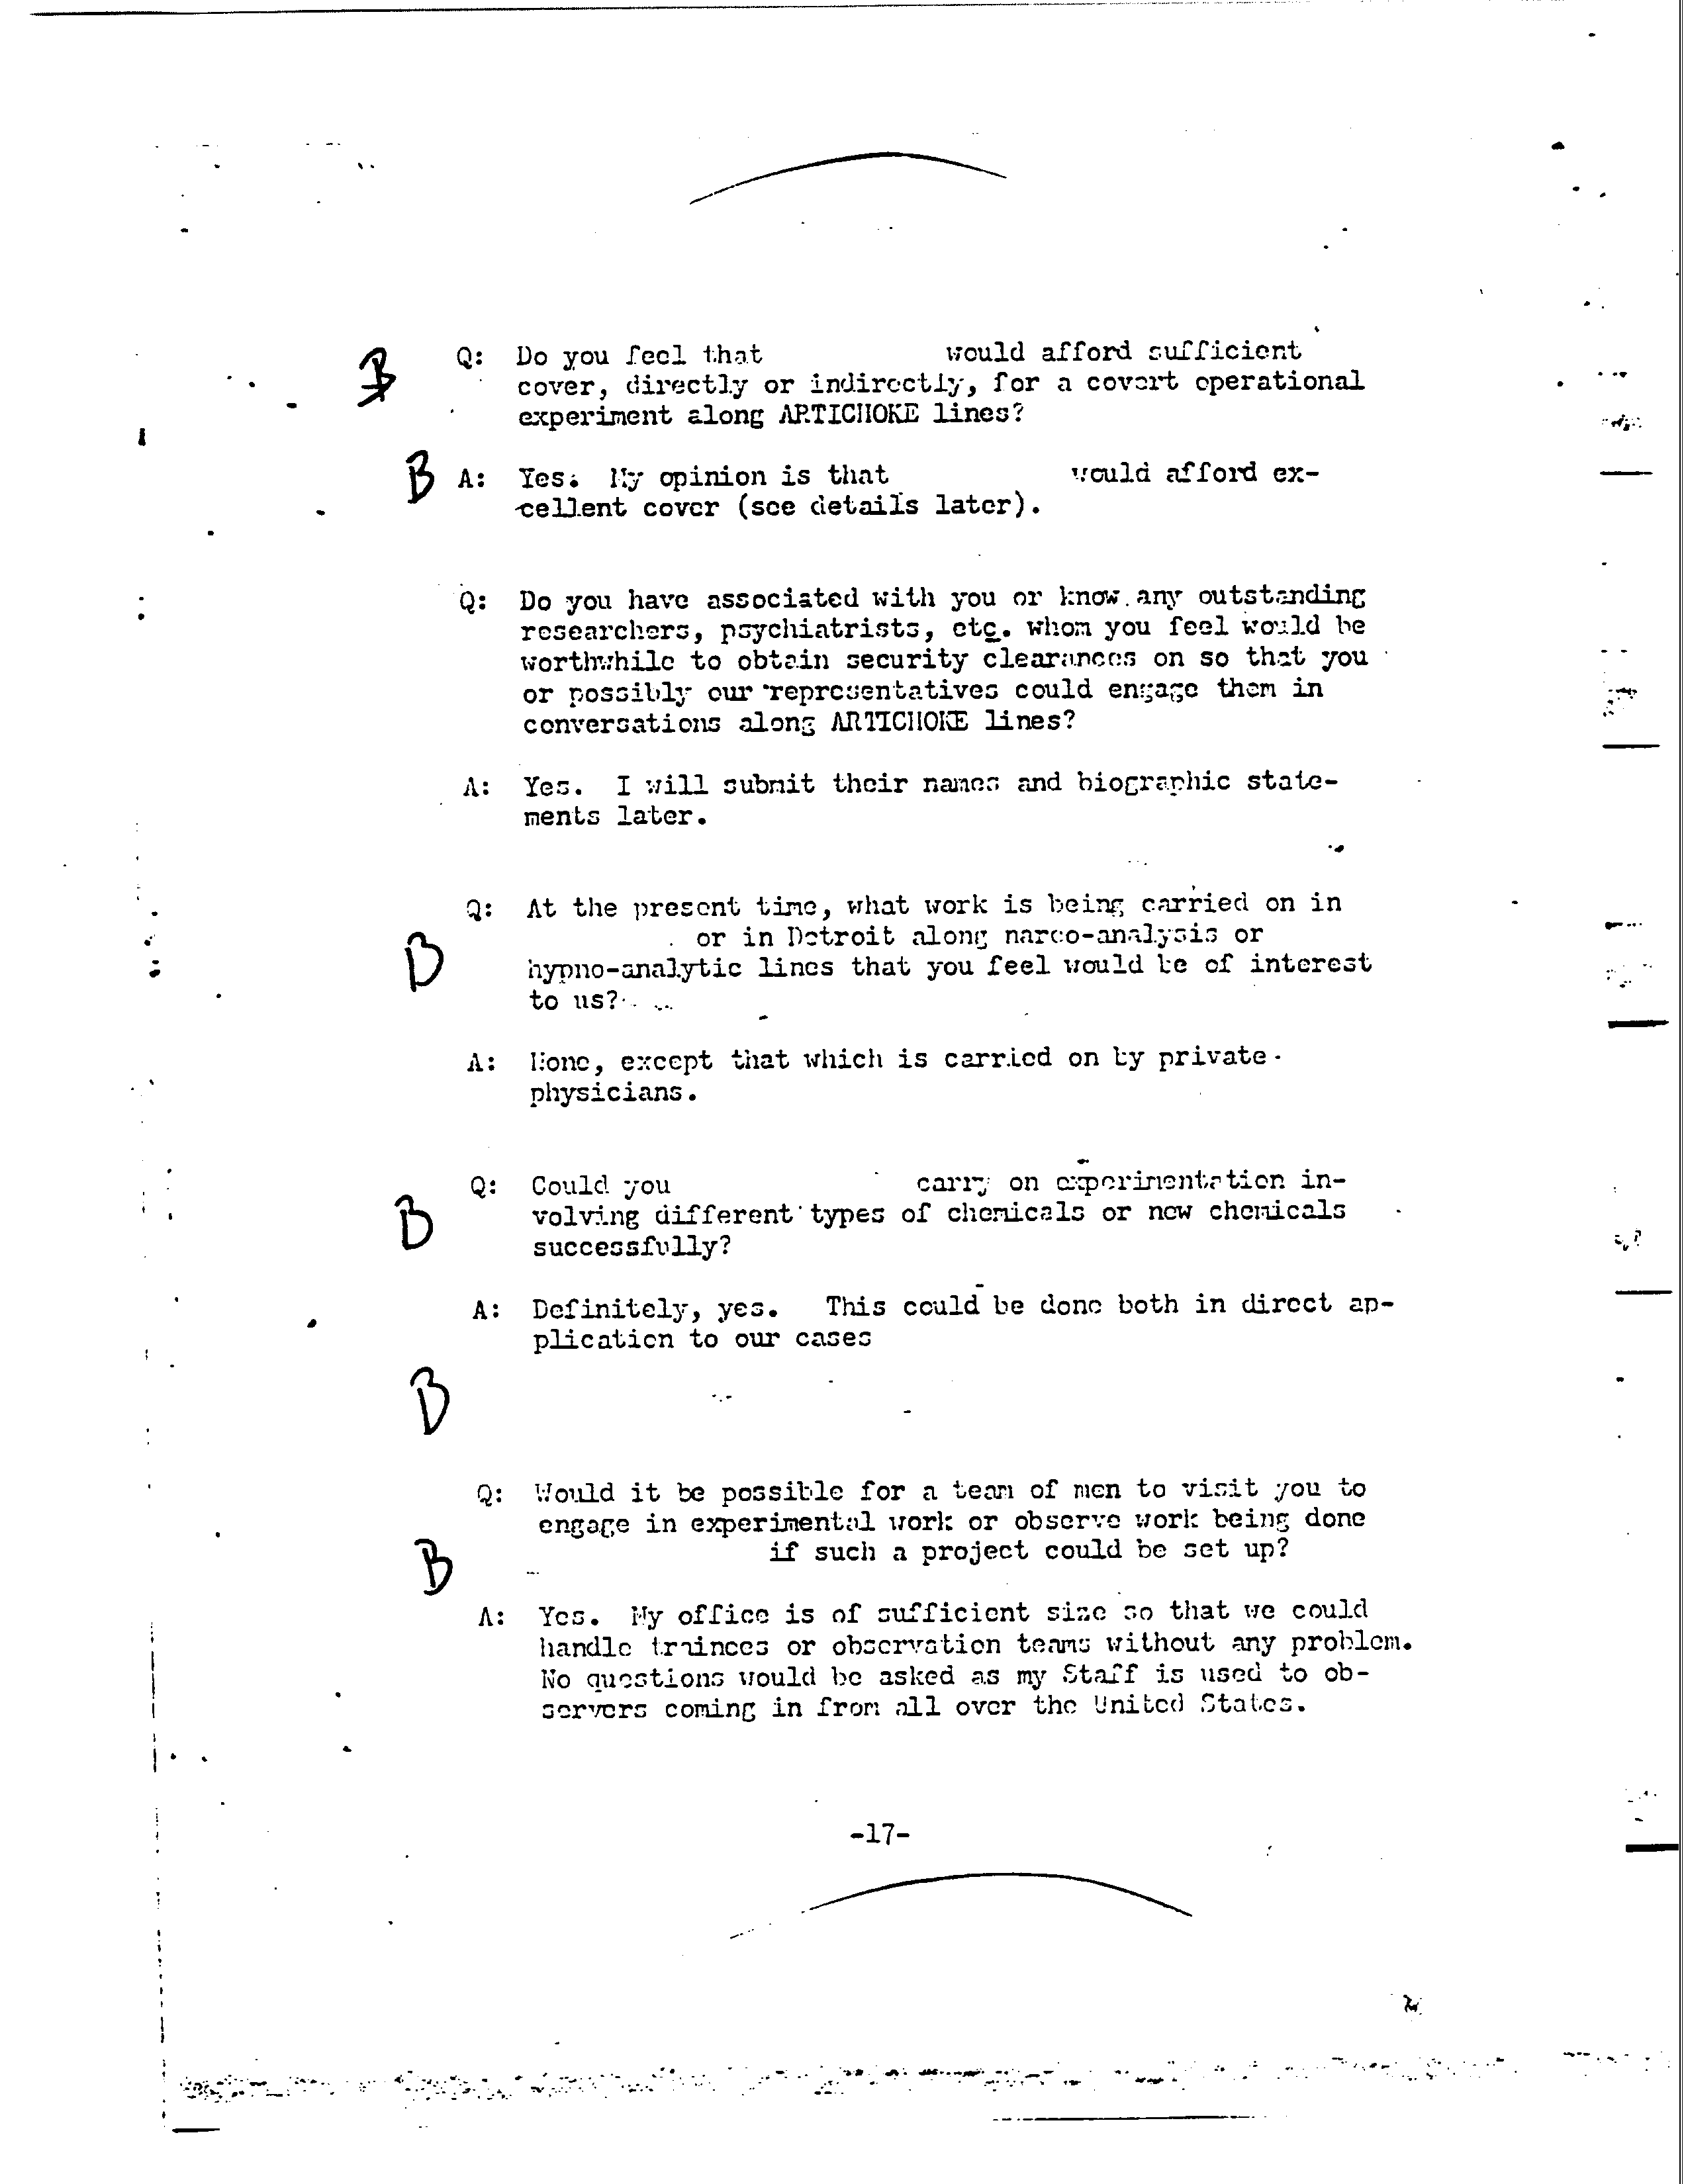 B Q: Do you feel that would afford sufficient
cover, directly or indirectly, for a covert operational
experiment along ARTICHOKE lines?
B A: Yes. My opinion is that would afford ex-
cellent cover (see details later).
Q: Do you have associated with you or know any outstanding
researchers, psychiatrists, etc. whom you feel would be
worthwhile to obtain security clearances on so that you
or possibly our representatives could engage them in
conversations along ARTICHOKE lines?
A: Yes. I will submit their names and biographic state-
ments later.
Q: At the present time, what work is being carried on in
B or in Detroit along narco-analysis or
hypno-analytic lines that you feel would be of interest
to us?
A: None, except that which is carried on by private
physicians.
Q: Could you carry on experimentation in-
B volving different types of chemicals or new chemicals
successfully?
A: Definitely, yes. This could be done both in direct ap-
plication to our cases
B
Q: Would it be possible for a team of men to visit you to
engage in experimental work or observe work being done
B if such a project could be set up?
A: Yes. My office is of sufficient size so that we could
handle trainees or observation teams without any problem.
No questions would be asked as my Staff is used to ob-
servers coming in from all over the United States.
-17-